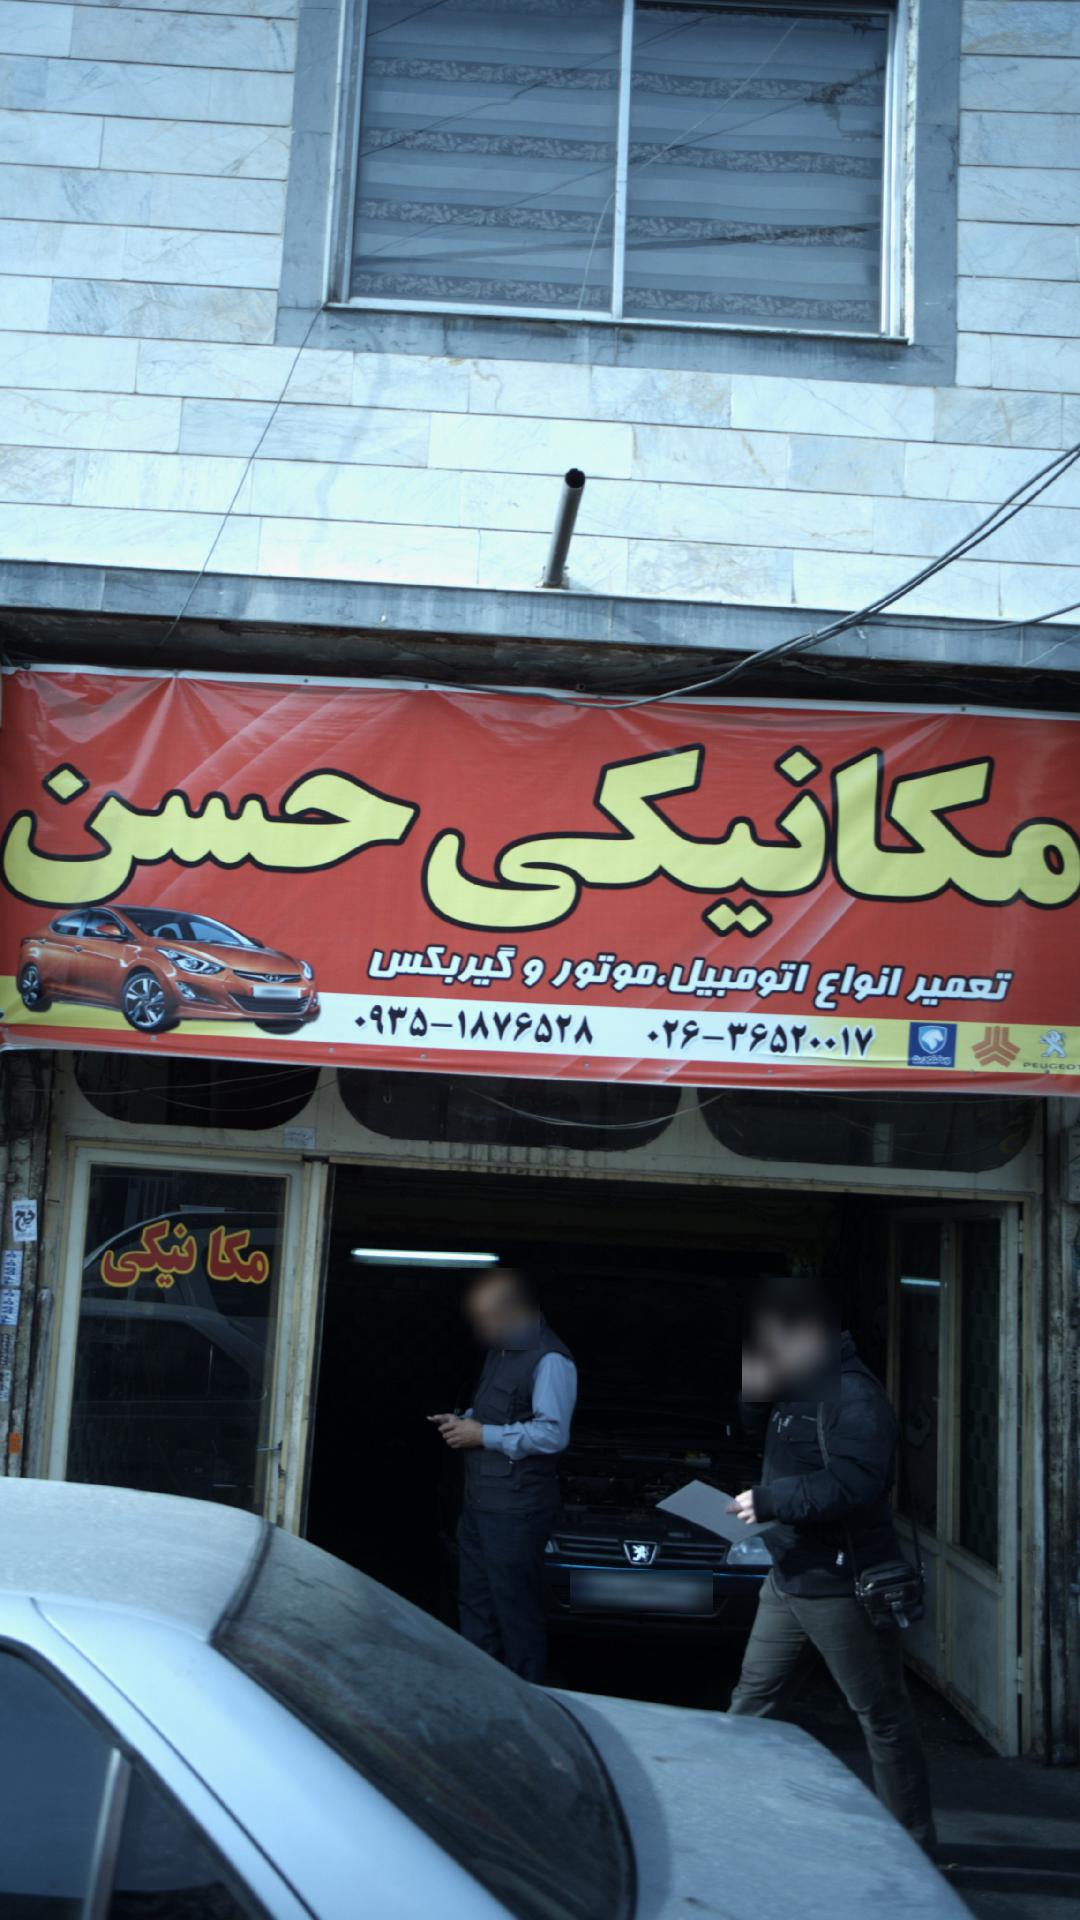 مکانیکی حسن
تعمیر انواع اتومبیل،موتور و گیربکس
۰۲۶-۳۶۵۲۰۰۱۷
۰۹۳۵-۱۸۷۶۵۲۸
PEUGEOT
مکا نیکی